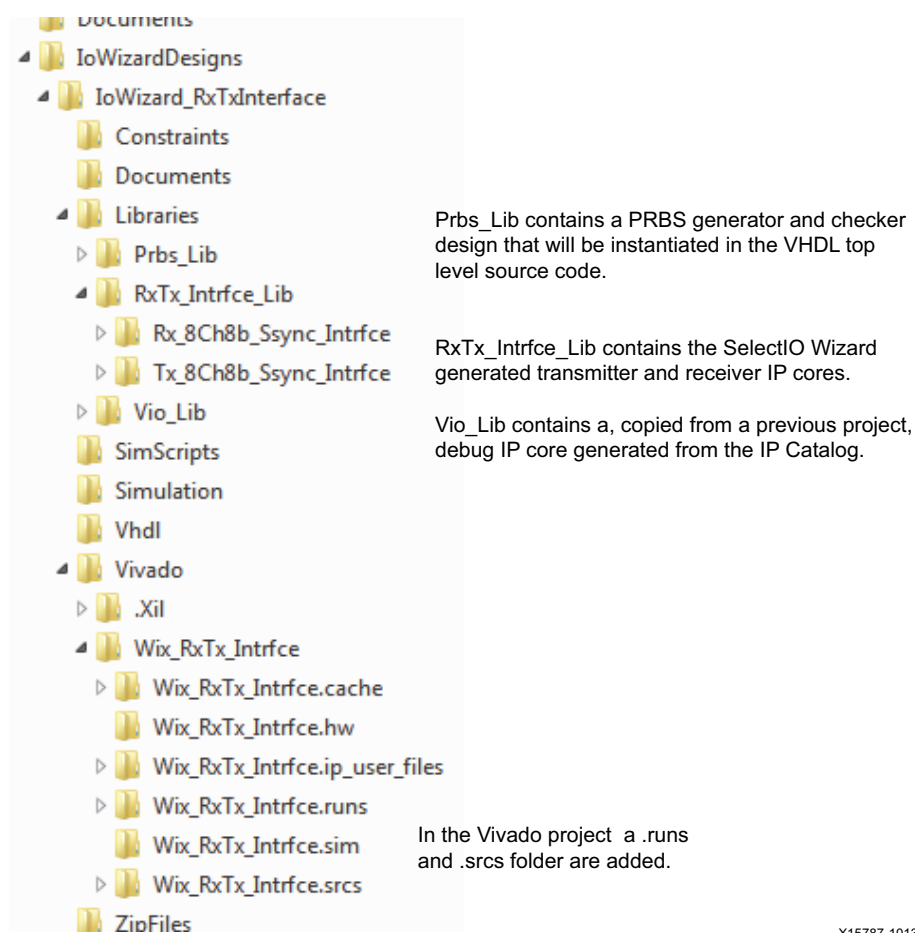 Documents
IoWizardDesigns
IoWizard_RxTxInterface
Constraints
Documents
Libraries
Prbs_Lib contains a PRBS generator and checker
design that will be instantiated in the VHDL top
level source code.
Prbs_Lib
RxTx_Intrfce_Lib
Rx_8Ch8b_Ssync_Intrfce
RxTx_Intrfce_Lib contains the SelectIO Wizard
generated transmitter and receiver IP cores.
Tx_8Ch8b_Ssync_Intrfce
Vio_Lib
Vio_Lib contains a, copied from a previous project,
debug IP core generated from the IP Catalog.
SimScripts
Simulation
Vhdl
Vivado
.Xil
Wix_RxTx_Intrfce
Wix_RxTx_Intrfce.cache
Wix_RxTx_Intrfce.hw
Wix_RxTx_Intrfce.ip_user_files
Wix_RxTx_Intrfce.runs
Wix_RxTx_Intrfce.sim
In the Vivado project a .runs
and .srcs folder are added.
Wix_RxTx_Intrfce.srcs
ZipFiles